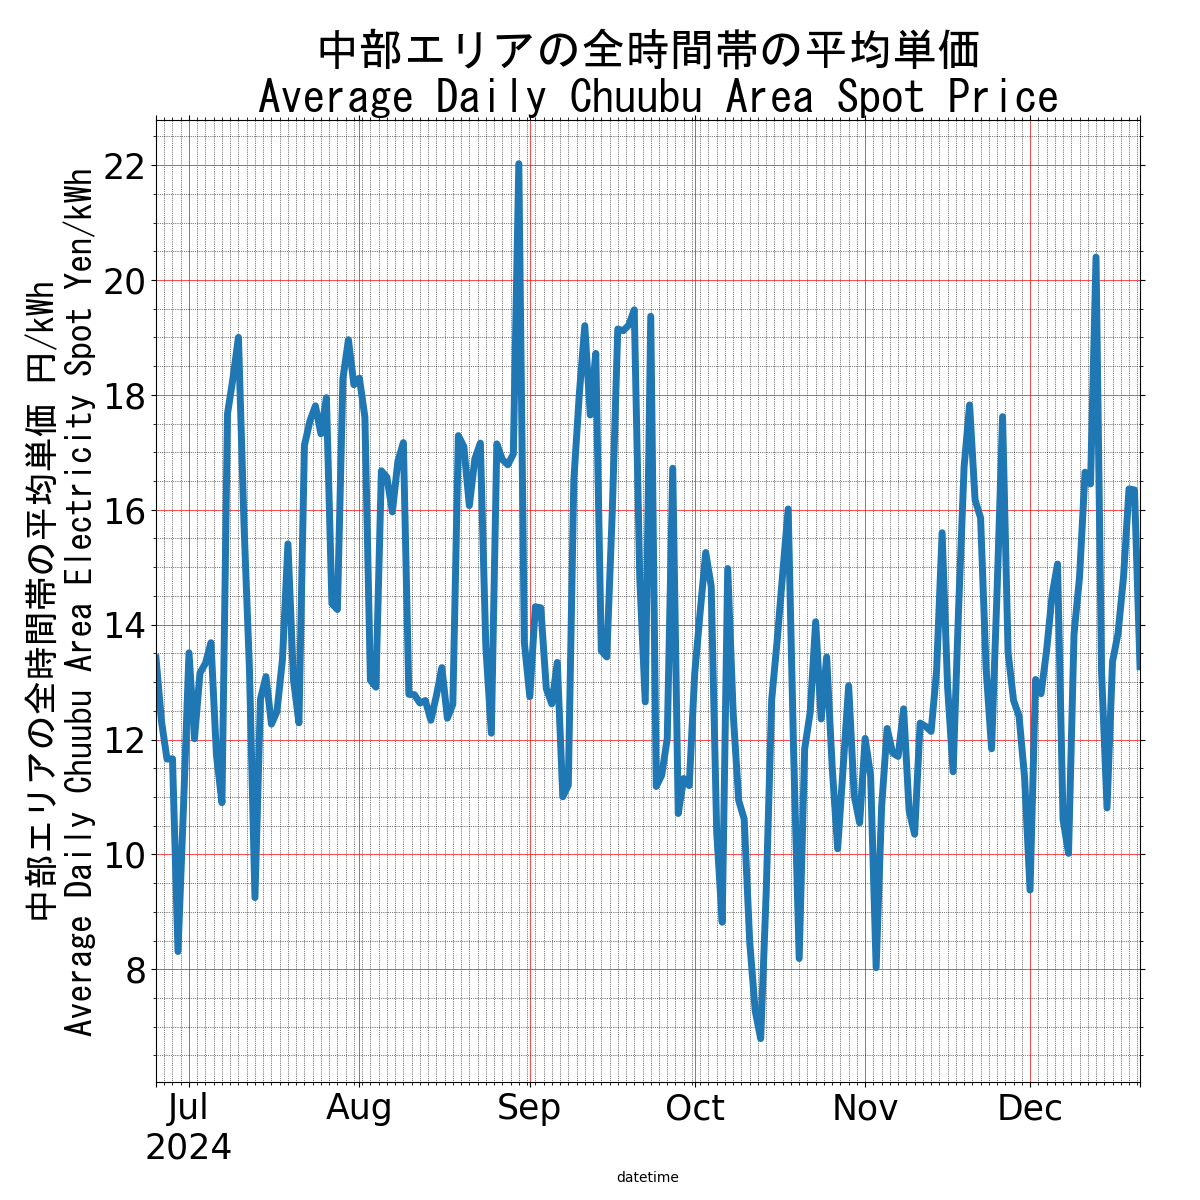 中部エリアの全時間帯の平均単価
Average Daily Chuubu Area Spot Price
中部エリアの全時間帯の平均単価 円/kWh
Average Daily Chuubu Area Electricity Spot Yen/kWh
22
20
18
16
14
12
10
8
Jul
2024
Aug
Sep
Oct
Nov
Dec
datetime